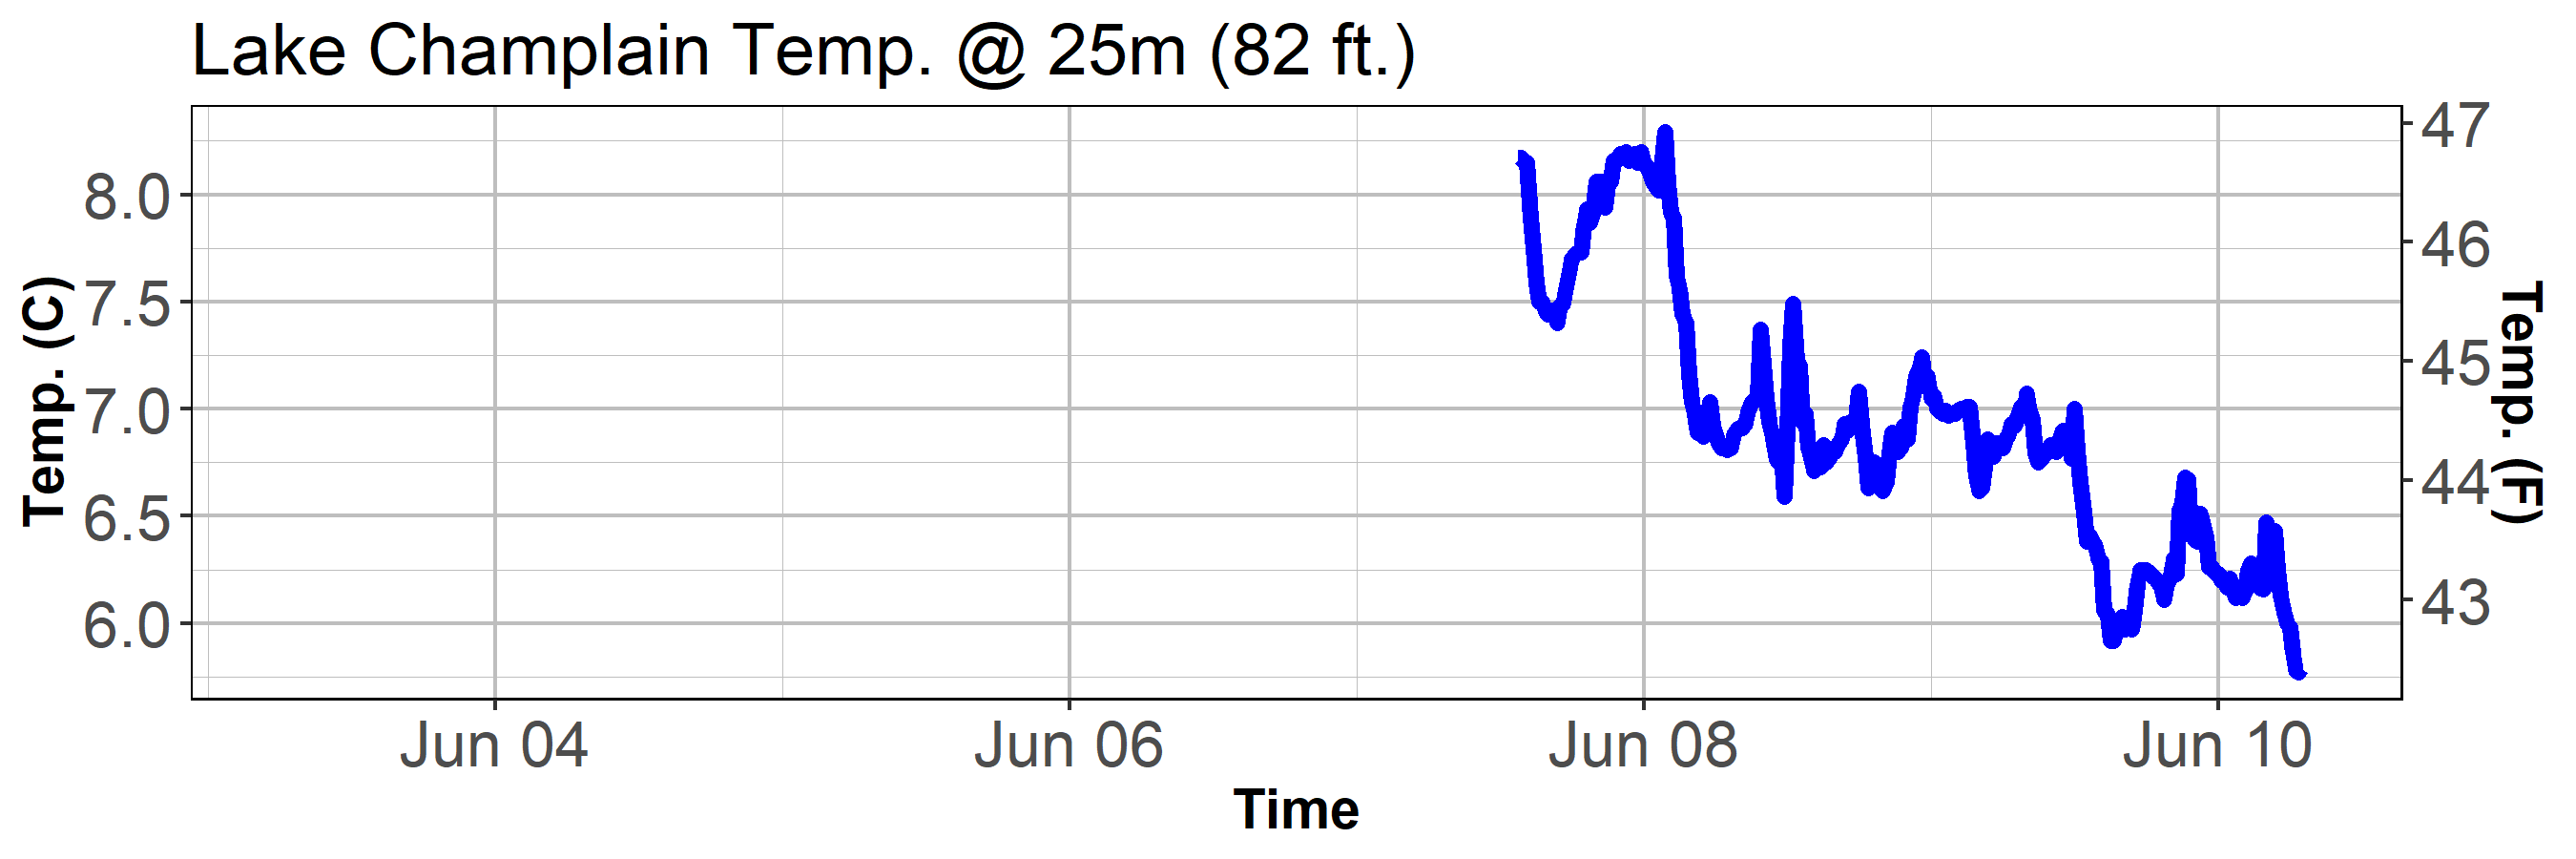 Lake Champlain Temp. @ 25m (82 ft.)
Temp. (C)
8.0
7.5
7.0
6.5
6.0
47
46
45
44
43
Temp. (F)
Jun 04 Jun 06 Jun 08 Jun 10
Time